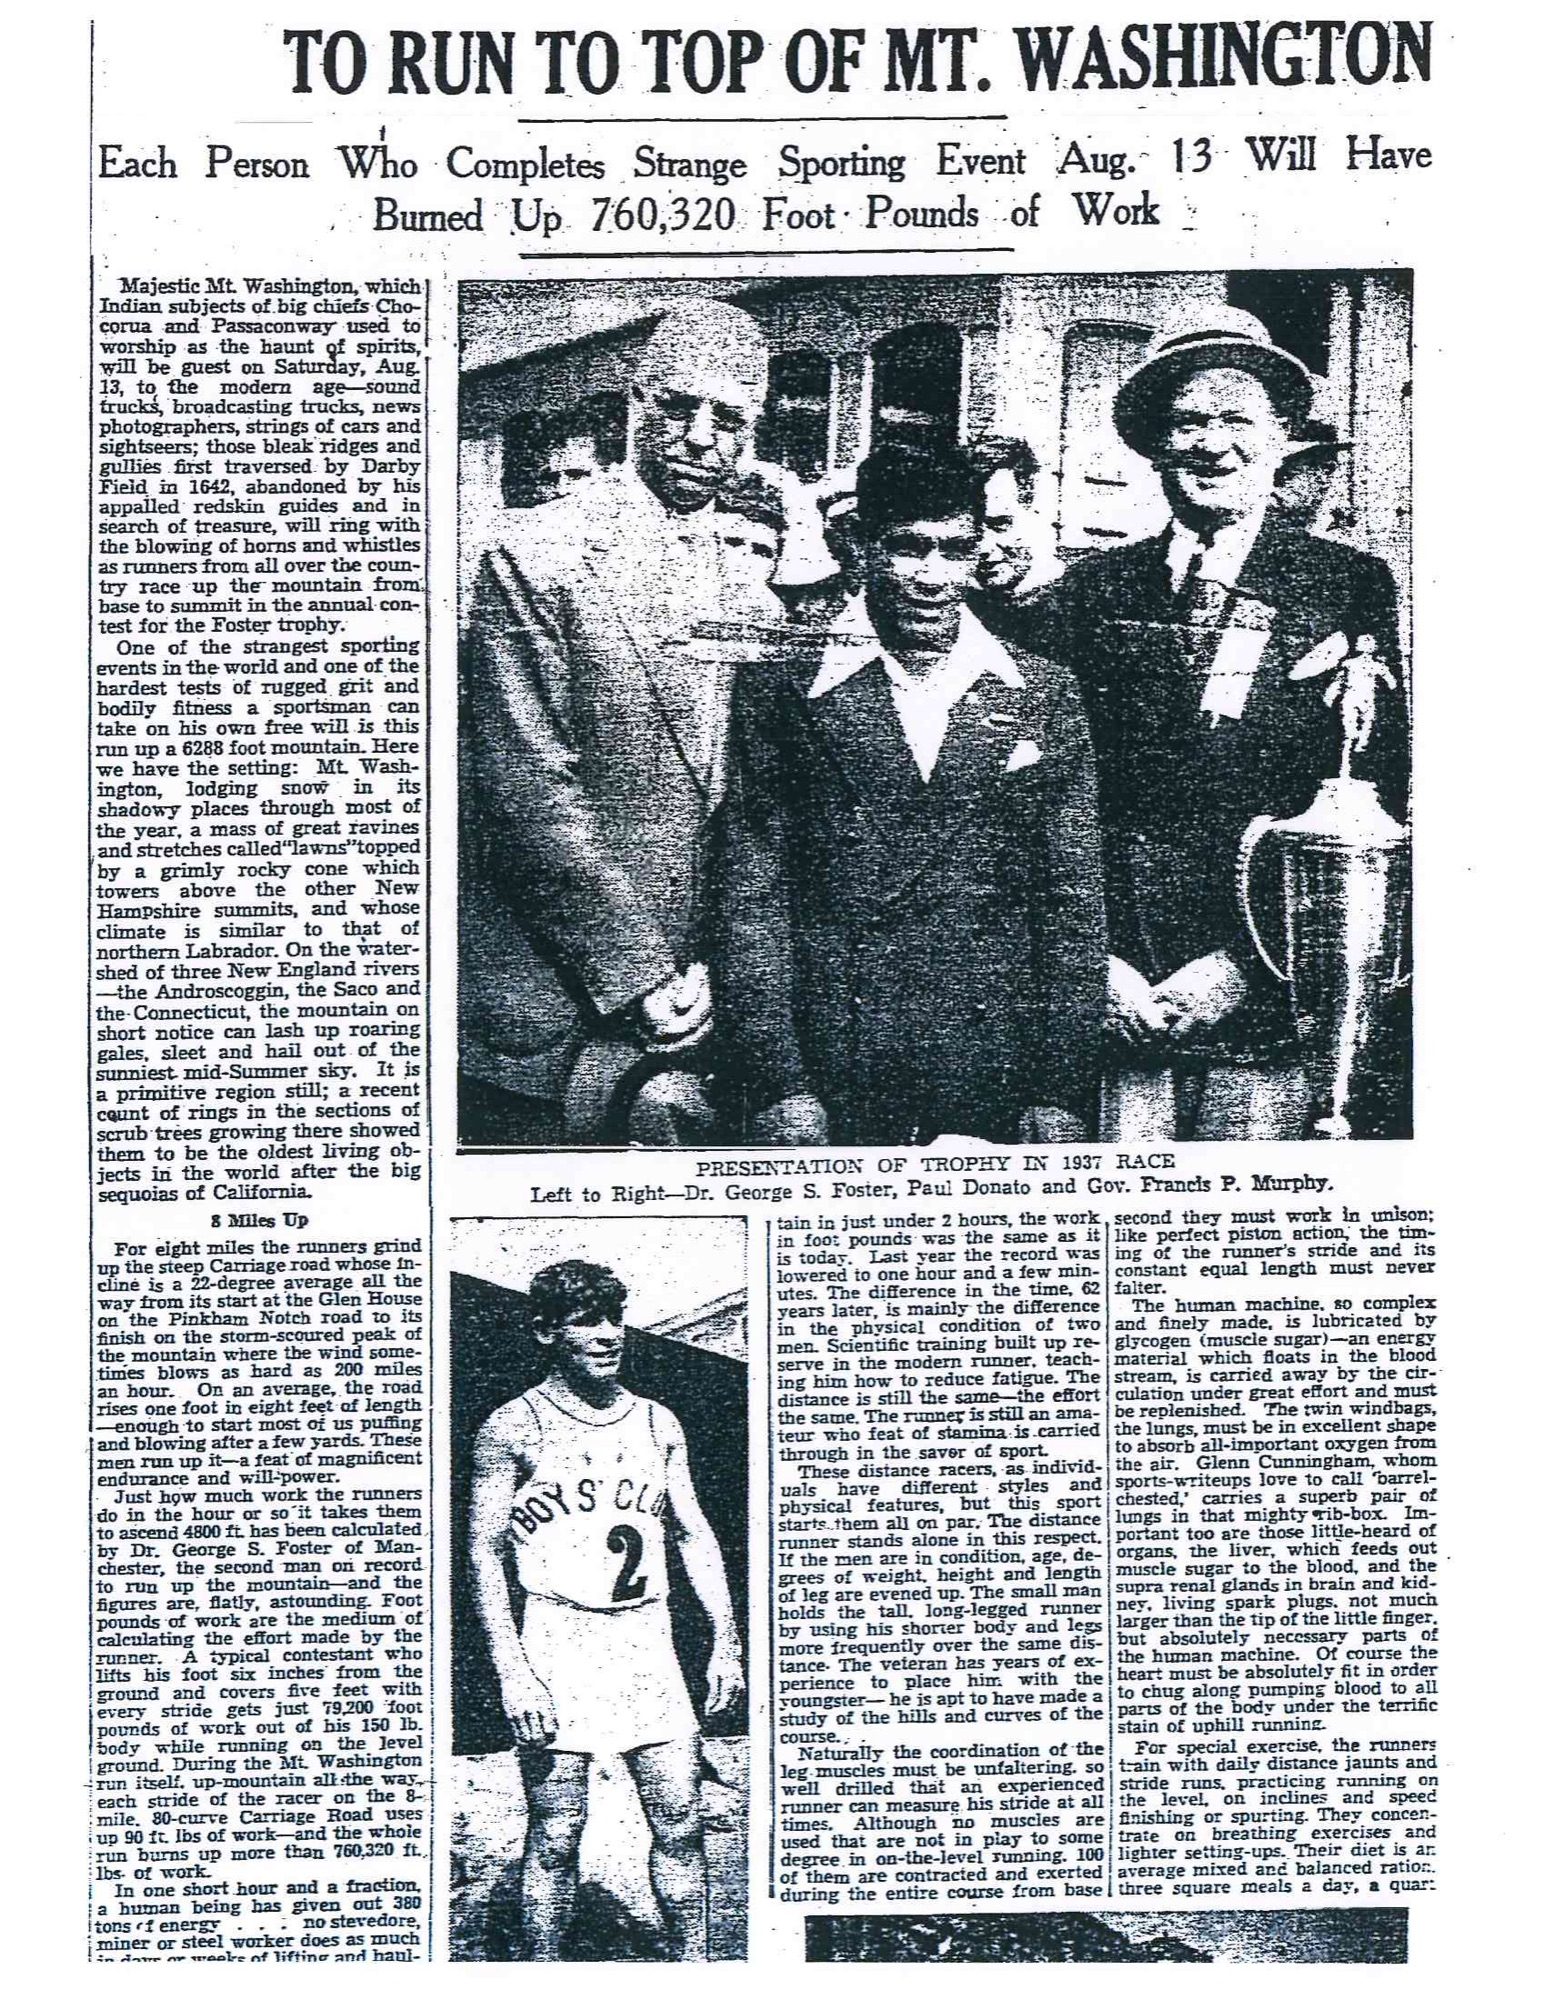 TO RUN TO TOP OF MT. WASHINGTON
Each Person Who Completes Strange Sporting Event Aug. 13 Will Have
Burned Up 760,320 Foot Pounds of Work
Majestic Mt. Washington, which
Indian subjects of big chiefs Cho-
corua and Passaconway used to
worship as the haunt of spirits,
will be guest on Saturday, Aug.
13, to the modern age—sound
trucks, broadcasting trucks, news
photographers, strings of cars and
sightseers; those bleak ridges and
gullies first traversed by Darby
Field in 1642, abandoned by his
appalled redskin guides and in
search of treasure, will ring with
the blowing of horns and whistles
as runners from all over the coun-
try race up the mountain from
base to summit in the annual con-
test for the Foster trophy.
One of the strangest sporting
events in the world and one of the
hardest tests of rugged grit and
bodily fitness a sportsman can
take on his own free will is this
run up a 6288 foot mountain. Here
we have the setting: Mt. Wash-
ington, lodging snow in its
shadowy places through most of
the year, a mass of great ravines
and stretches called "lawns" topped
by a grimly rocky cone which
towers above the other New
Hampshire summits, and whose
climate is similar to that of
northern Labrador. On the water-
shed of three New England rivers
—the Androscoggin, the Saco and
the Connecticut, the mountain on
short notice can lash up roaring
gales, sleet and hail out of the
sunniest mid-Summer sky. It is
a primitive region still; a recent
count of rings in the sections of
scrub trees growing there showed
them to be the oldest living ob-
jects in the world after the big
sequoias of California.
8 Miles Up
For eight miles the runners grind
up the steep Carriage road whose in-
cline is a 22-degree average all the
way from its start at the Glen House
on the Pinkham Notch road to its
finish on the storm-scoured peak of
the mountain where the wind some-
times blows as hard as 200 miles
an hour. On an average, the road
rises one foot in eight feet of length
—enough to start most of us puffing
and blowing after a few yards. These
men run up it—a feat of magnificent
endurance and will-power.
Just how much work the runners
do in the hour or so it takes them
to ascend 4800 ft. has been calculated
by Dr. George S. Foster of Man-
chester, the second man on record
to run up the mountain—and the
figures are, flatly, astounding. Foot
pounds of work are the medium of
calculating the effort made by the
runner. A typical contestant who
lifts his foot six inches from the
ground and covers five feet with
every stride gets just 79,200 foot
pounds of work out of his 150 lb.
body while running on the level
ground. During the Mt. Washington
run itself, up-mountain all the way,
each stride of the racer on the 8-
mile, 80-curve Carriage Road uses
up 90 ft. lbs of work—and the whole
run burns up more than 760,320 ft.
lbs. of work.
In one short hour and a fraction,
a human being has given out 380
tons of energy . . . no stevedore,
miner or steel worker does as much
in days or weeks of lifting and haul-
PRESENTATION OF TROPHY IN 1937 RACE
Left to Right—Dr. George S. Foster, Paul Donato and Gov. Francis P. Murphy.
BOYS' CLU
2
tain in just under 2 hours, the work
in foot pounds was the same as it
is today. Last year the record was
lowered to one hour and a few min-
utes. The difference in the time, 62
years later, is mainly the difference
in the physical condition of two
men. Scientific training built up re-
serve in the modern runner, teach-
ing him how to reduce fatigue. The
distance is still the same—the effort
the same. The runner is still an ama-
teur who feat of stamina is carried
through in the savor of sport.
These distance racers, as individ-
uals have different styles and
physical features, but this sport
starts them all on par. The distance
runner stands alone in this respect.
If the men are in condition, age, de-
grees of weight, height and length
of leg are evened up. The small man
holds the tall, long-legged runner
by using his shorter body and legs
more frequently over the same dis-
tance. The veteran has years of ex-
perience to place him with the
youngster— he is apt to have made a
study of the hills and curves of the
course.
Naturally the coordination of the
leg muscles must be unfaltering, so
well drilled that an experienced
runner can measure his stride at all
times. Although no muscles are
used that are not in play to some
degree in on-the-level running, 100
of them are contracted and exerted
during the entire course from base
second they must work in unison;
like perfect piston action, the tim-
ing of the runner's stride and its
constant equal length must never
falter.
The human machine, so complex
and finely made, is lubricated by
glycogen (muscle sugar)—an energy
material which floats in the blood
stream, is carried away by the cir-
culation under great effort and must
be replenished. The twin windbags,
the lungs, must be in excellent shape
to absorb all-important oxygen from
the air. Glenn Cunningham, whom
sports-writeups love to call 'barrel-
chested,' carries a superb pair of
lungs in that mighty rib-box. Im-
portant too are those little-heard of
organs, the liver, which feeds out
muscle sugar to the blood, and the
supra renal glands in brain and kid-
ney, living spark plugs, not much
larger than the tip of the little finger,
but absolutely necessary parts of
the human machine. Of course the
heart must be absolutely fit in order
to chug along pumping blood to all
parts of the body under the terrific
stain of uphill running.
For special exercise, the runners
train with daily distance jaunts and
stride runs, practicing running on
the level, on inclines and speed
finishing or spurting. They concen-
trate on breathing exercises and
lighter setting-ups. Their diet is an
average mixed and balanced ration,
three square meals a day, a quar-